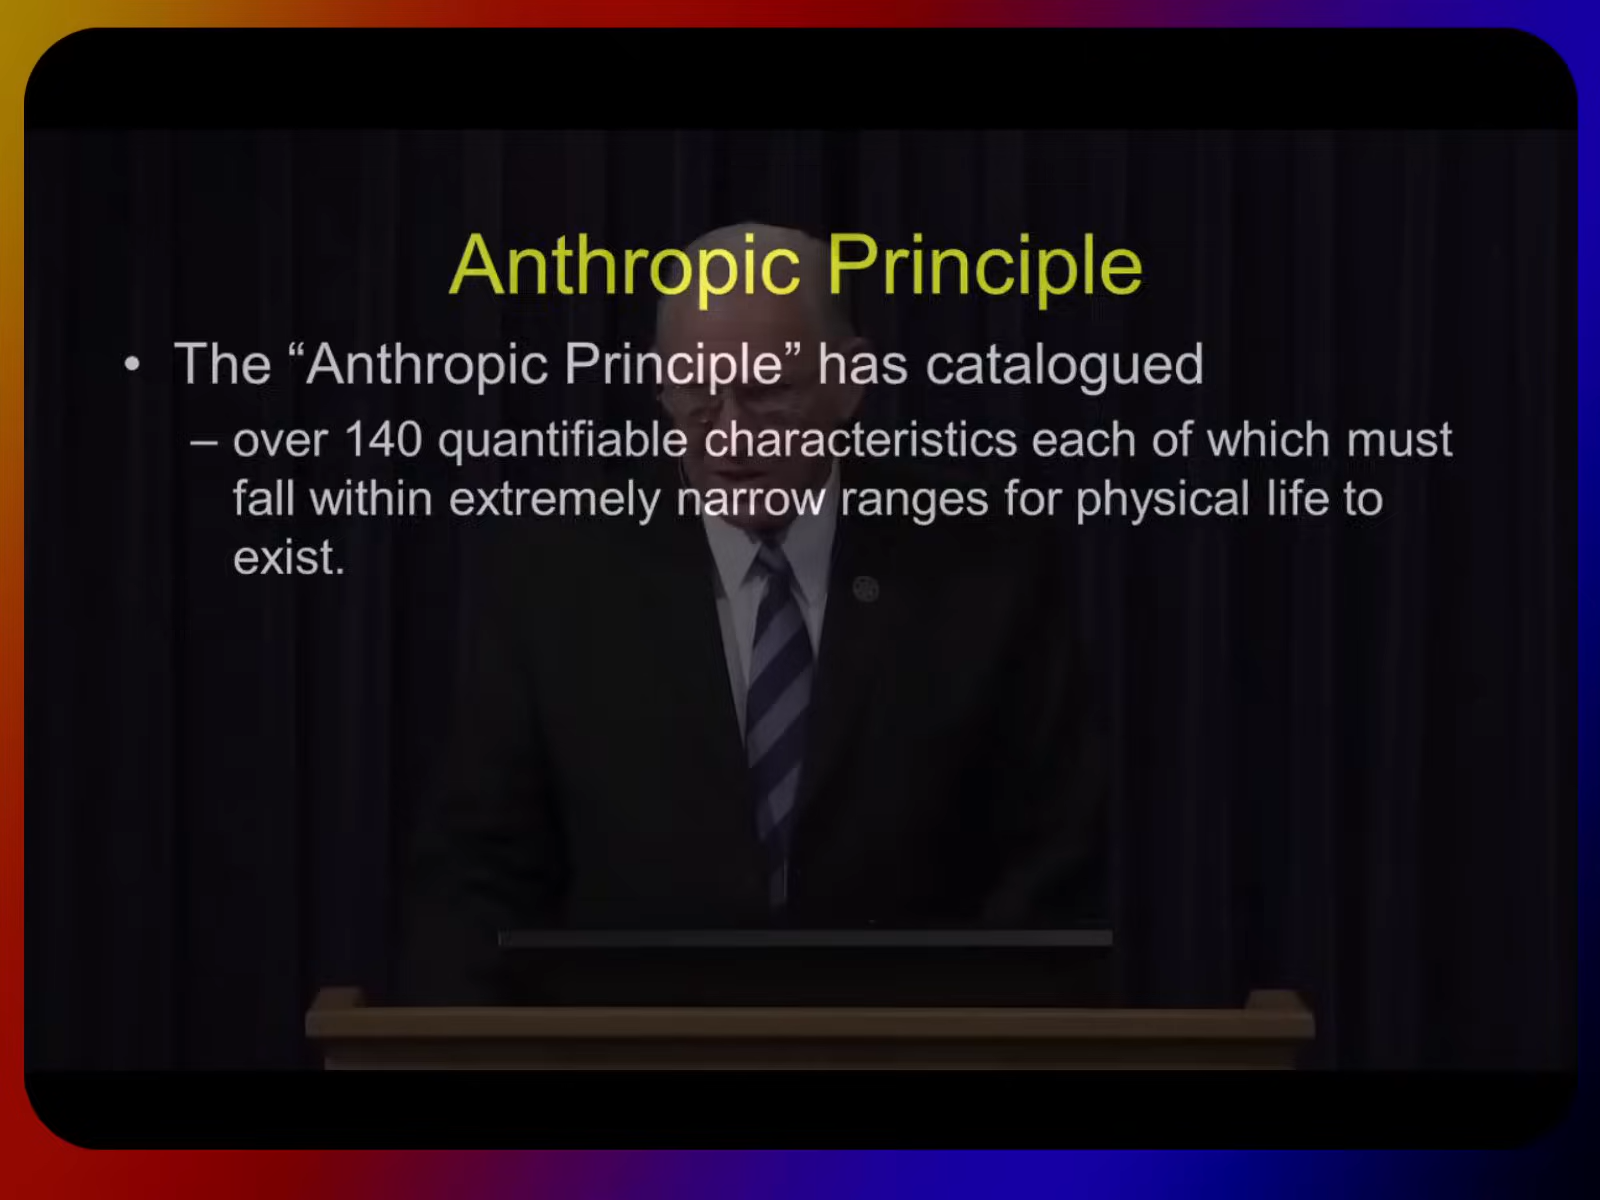 Anthropic Principle
• The “Anthropic Principle” has catalogued
– over 140 quantifiable characteristics each of which must
fall within extremely narrow ranges for physical life to
exist.